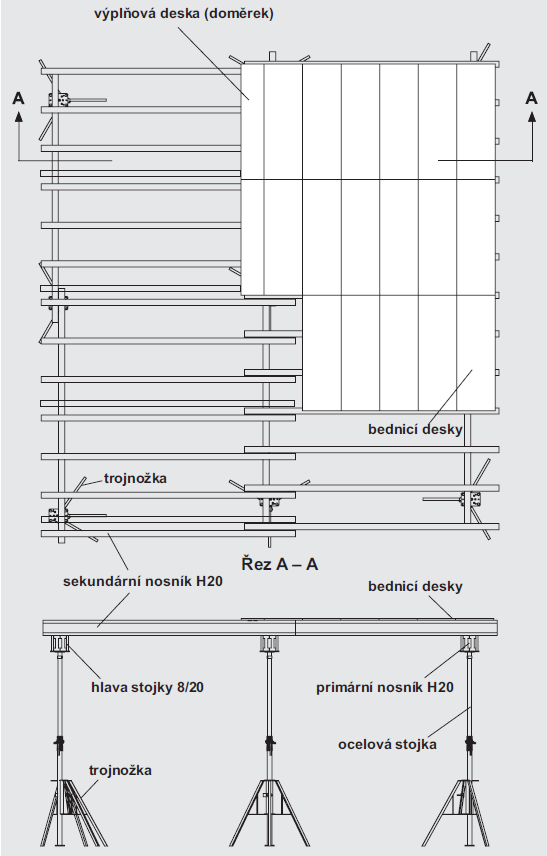 výplňová deska (doměrek)
A
A
bednicí desky
trojnožka
Řez A – A
sekundární nosník H20
bednicí desky
hlava stojky 8/20
primární nosník H20
ocelová stojka
trojnožka